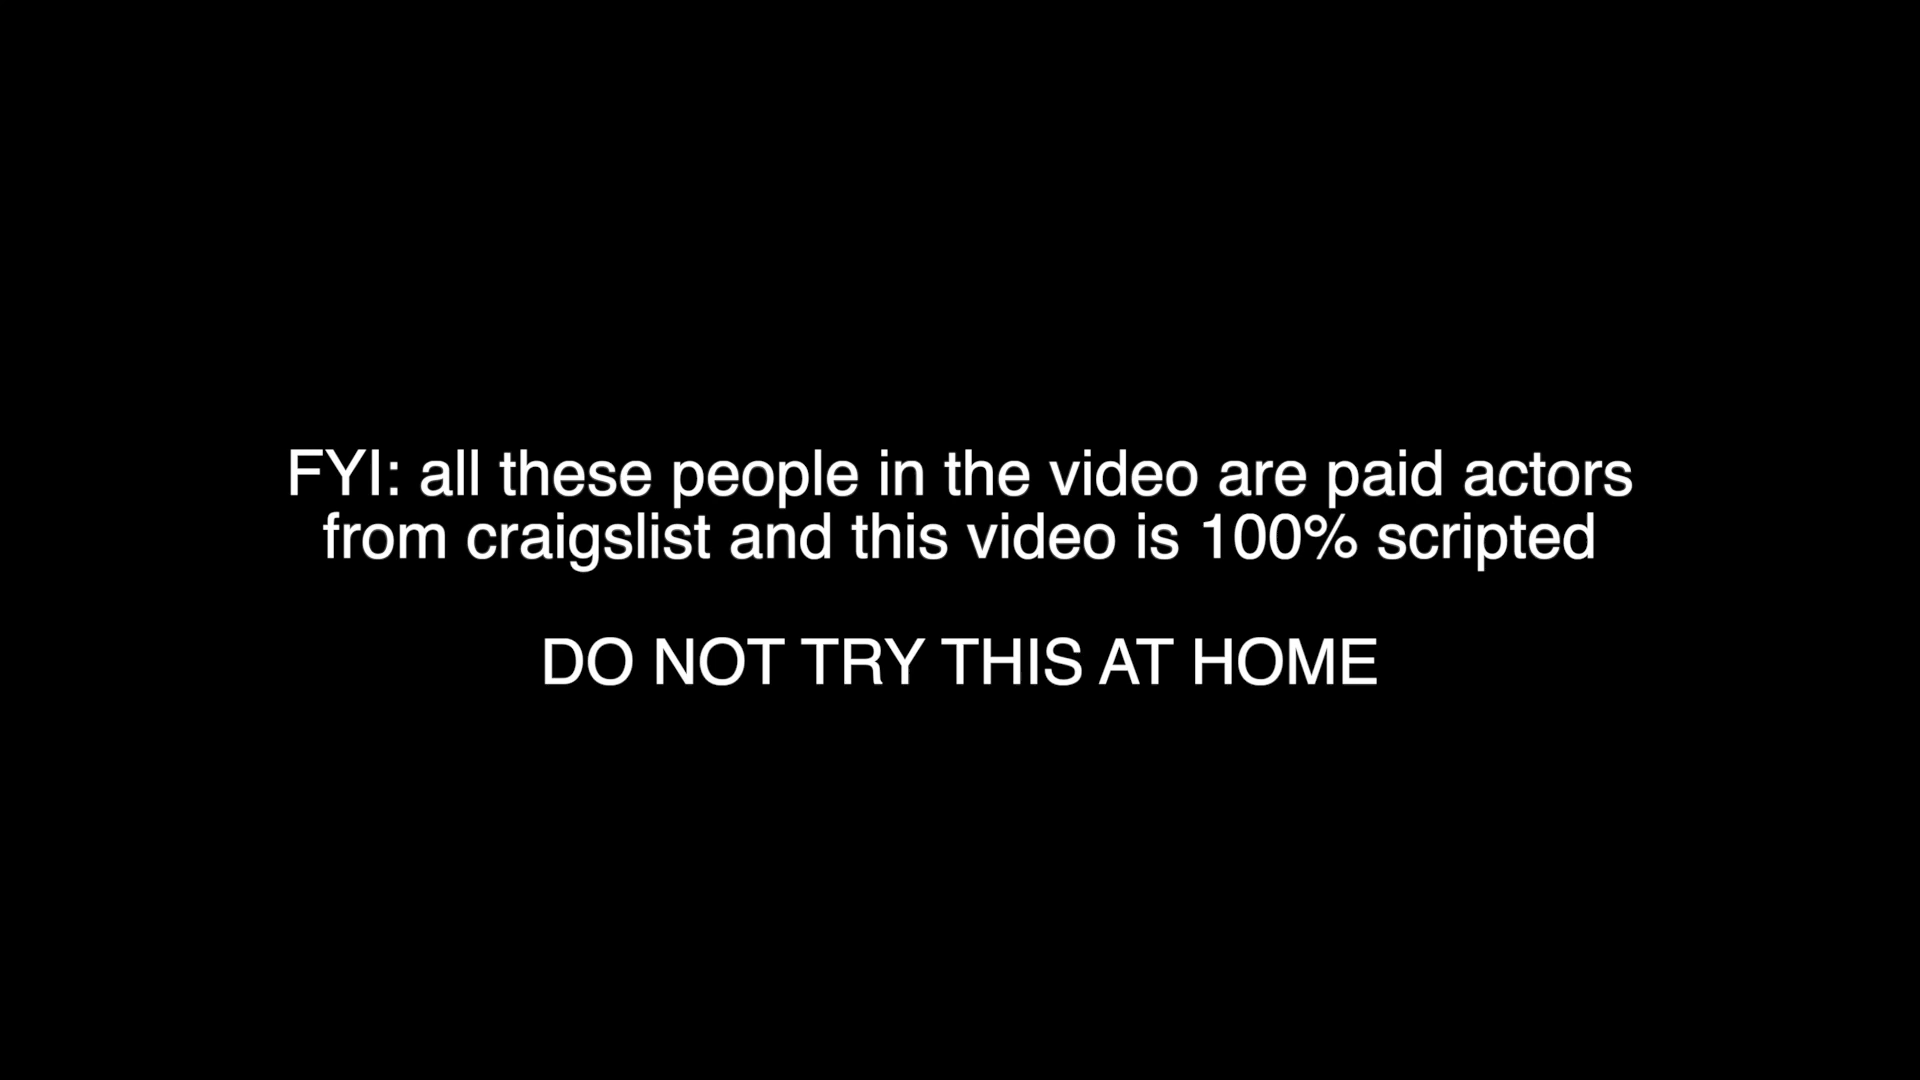 FYI: all these people in the video are paid actors
from craigslist and this video is 100% scripted
DO NOT TRY THIS AT HOME